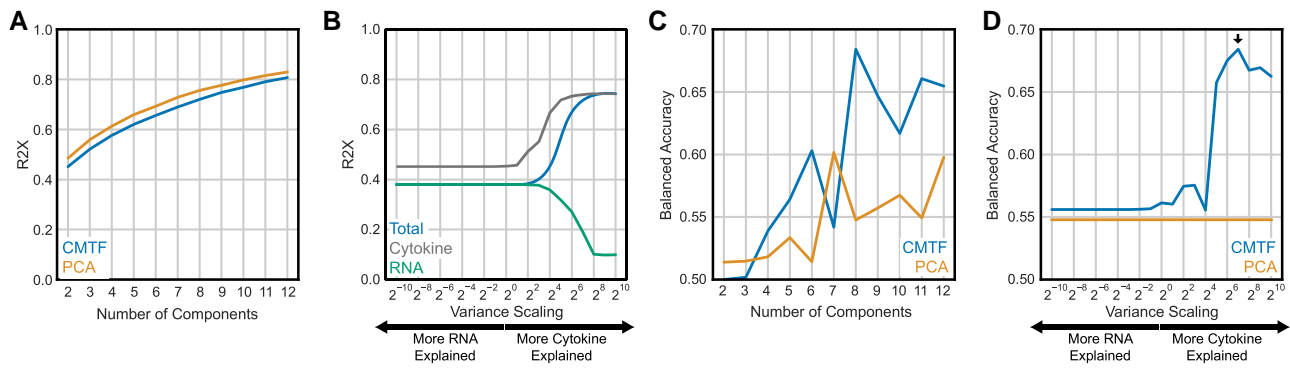 A
R2X
1.0
0.8
0.6
0.4
0.2
0.0
CMTF
PCA
2 3 4 5 6 7 8 9 10 11 12
Number of Components
B
R2X
1.0
0.8
0.6
0.4
0.2
0.0
Total
Cytokine
RNA
2^−10 2^−8 2^−6 2^−4 2^−2 2^0 2^2 2^4 2^6 2^8 2^10
Variance Scaling
More RNA
Explained
More Cytokine
Explained
C
Balanced Accuracy
0.70
0.65
0.60
0.55
0.50
CMTF
PCA
2 3 4 5 6 7 8 9 10 11 12
Number of Components
D
Balanced Accuracy
0.70
0.65
0.60
0.55
0.50
CMTF
PCA
2^−10 2^−8 2^−6 2^−4 2^−2 2^0 2^2 2^4 2^6 2^8 2^10
Variance Scaling
More RNA
Explained
More Cytokine
Explained